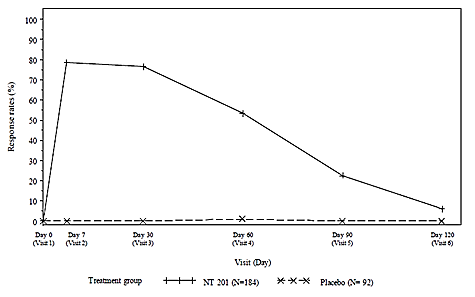 100
90
80
70
60
50
40
30
20
10
0
Response rates (%)
Day 0 Day 7 Day 30 Day 60 Day 90 Day 120
(Visit 1) (Visit 2) (Visit 3) (Visit 4) (Visit 5) (Visit 6)
Visit (Day)
Treatment group NT 201 (N=184) Placebo (N= 92)